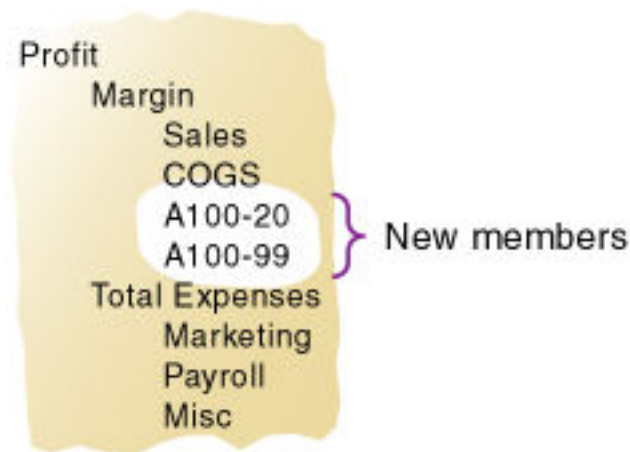 Profit
Margin
Sales
COGS
A100-20
A100-99
New members
Total Expenses
Marketing
Payroll
Misc